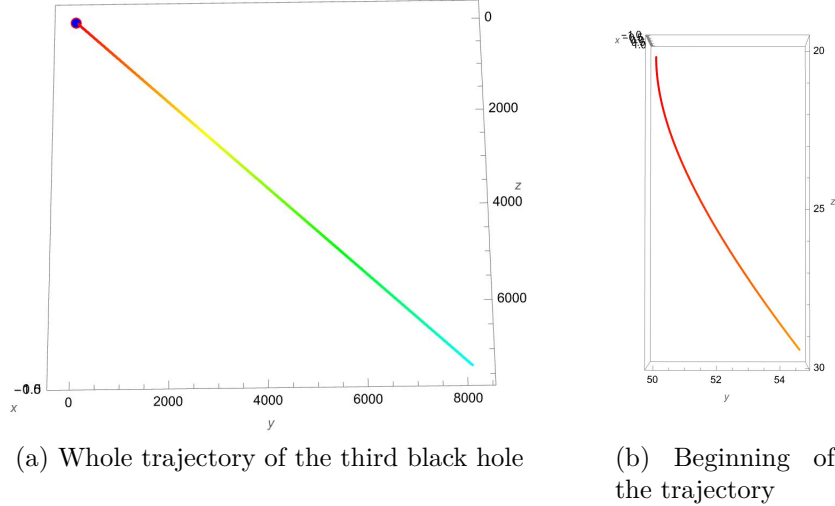 0
2000
4000
z
6000
x
0
2000
4000
6000
8000
y
(a) Whole trajectory of the third black hole
x
20
25
z
30
50
52
54
y
(b) Beginning of
the trajectory